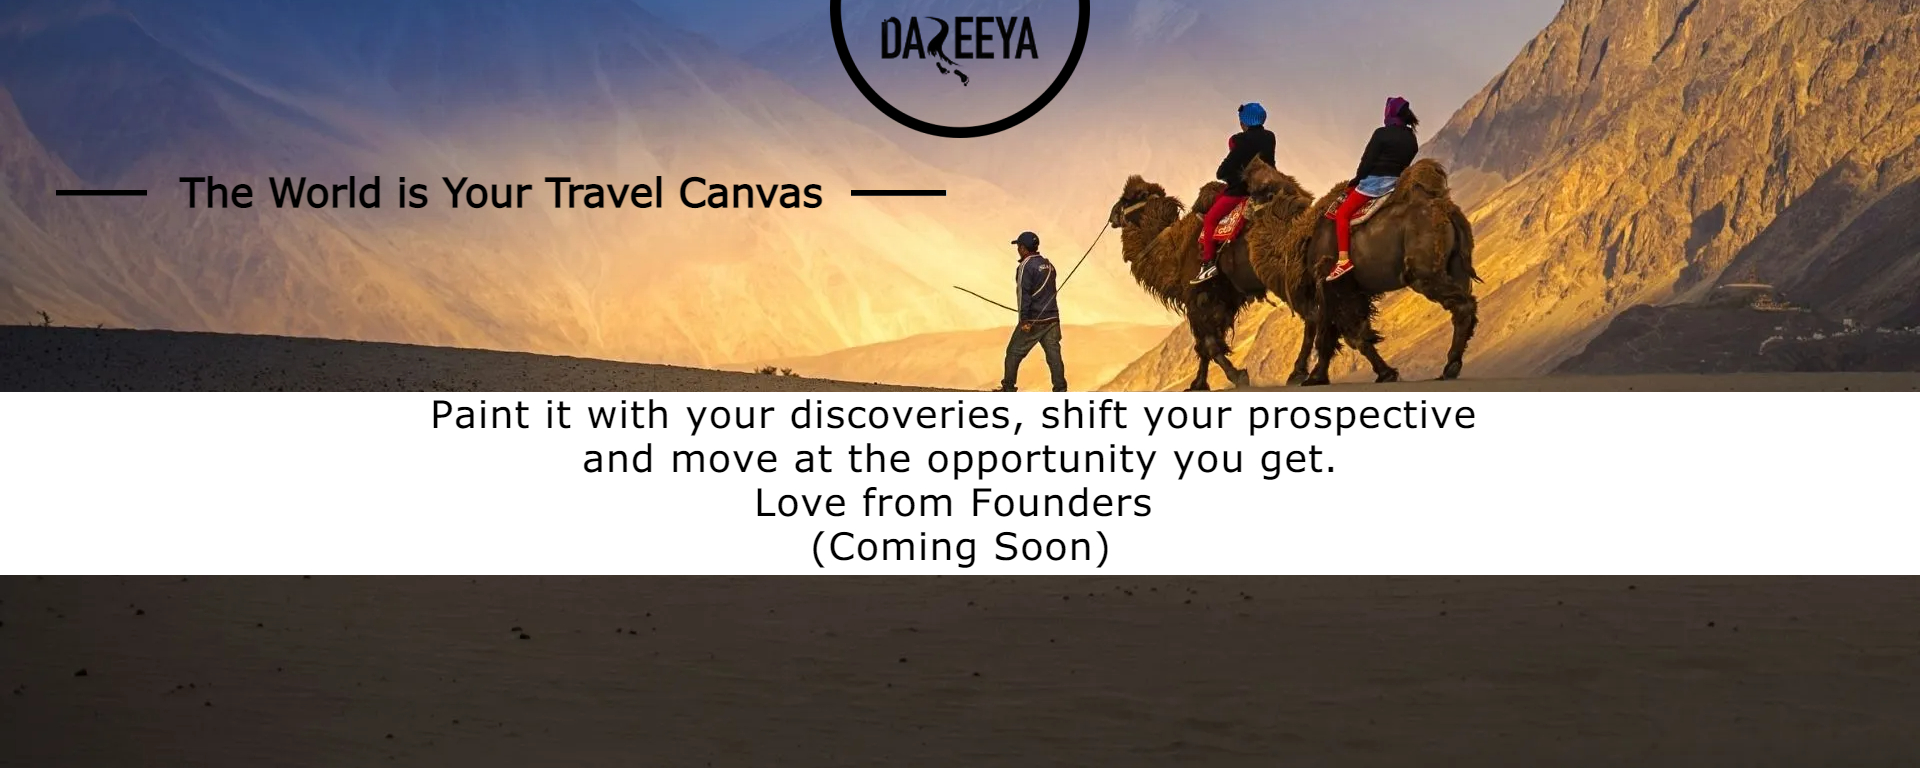 DAREEYA
The World is Your Travel Canvas
Paint it with your discoveries, shift your prospective
and move at the opportunity you get.
Love from Founders
(Coming Soon)